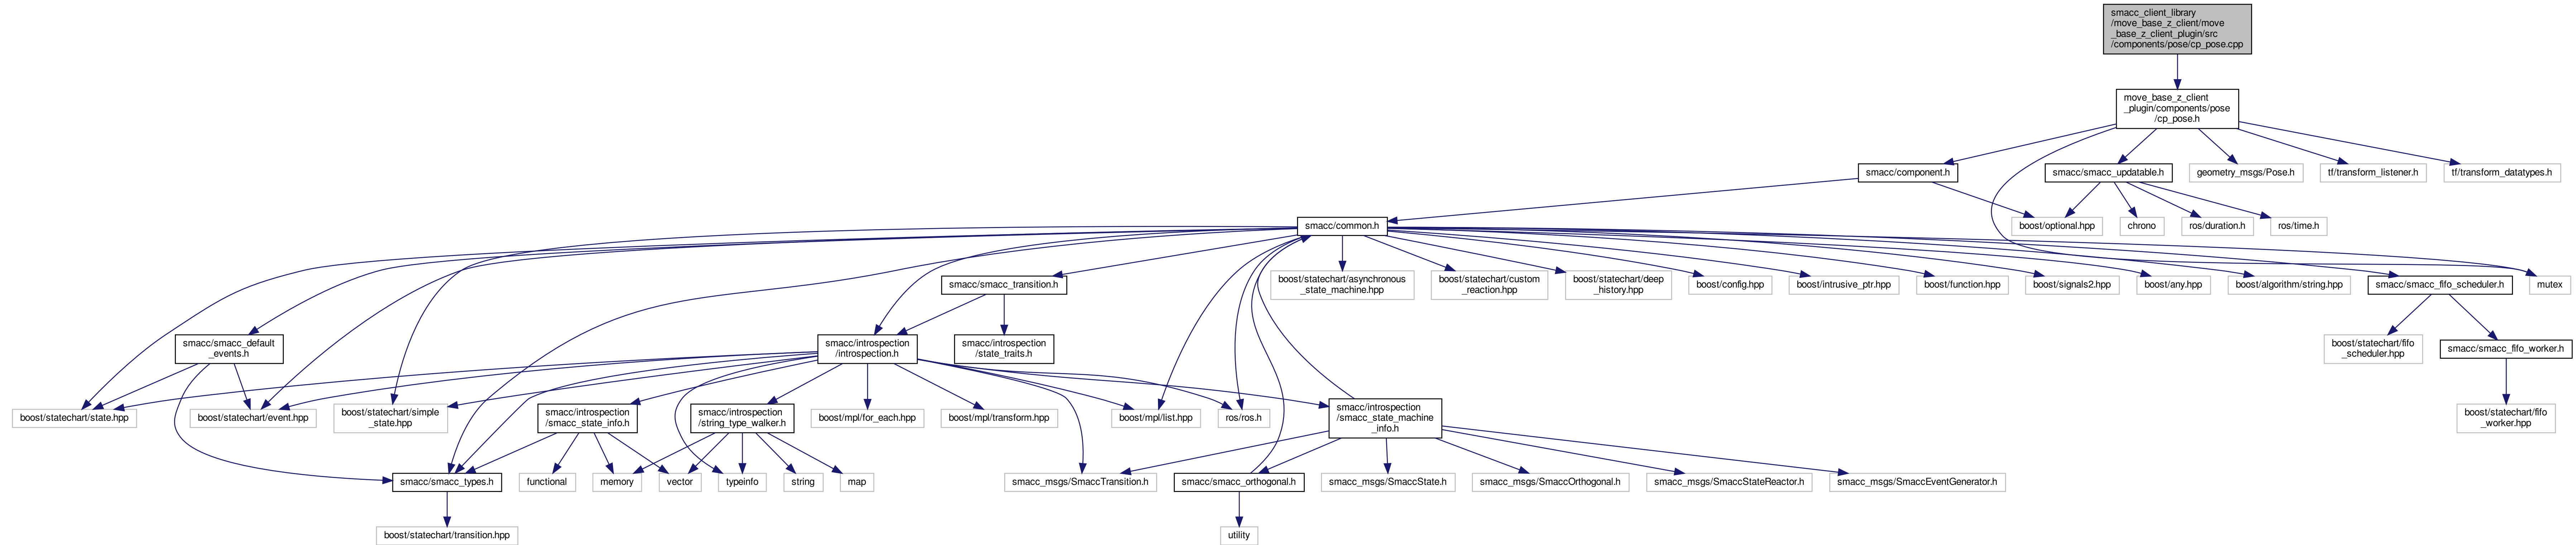 smacc_client_library
/move_base_z_client/move
_base_z_client_plugin/src
/components/pose/cp_pose.cpp
move_base_z_client
_plugin/components/pose
/cp_pose.h
smacc/component.h
smacc/smacc_updatable.h
geometry_msgs/Pose.h
tf/transform_listener.h
tf/transform_datatypes.h
smacc/common.h
boost/optional.hpp
chrono
ros/duration.h
ros/time.h
smacc/smacc_transition.h
boost/statechart/asynchronous
_state_machine.hpp
boost/statechart/custom
_reaction.hpp
boost/statechart/deep
_history.hpp
boost/config.hpp
boost/intrusive_ptr.hpp
boost/function.hpp
boost/signals2.hpp
boost/any.hpp
boost/algorithm/string.hpp
smacc/smacc_fifo_scheduler.h
mutex
smacc/smacc_default
_events.h
smacc/introspection
/introspection.h
smacc/introspection
/state_traits.h
boost/statechart/fifo
_scheduler.hpp
smacc/smacc_fifo_worker.h
boost/statechart/state.hpp
boost/statechart/event.hpp
boost/statechart/simple
_state.hpp
smacc/introspection
/smacc_state_info.h
smacc/introspection
/string_type_walker.h
boost/mpl/for_each.hpp
boost/mpl/transform.hpp
boost/mpl/list.hpp
ros/ros.h
smacc/introspection
/smacc_state_machine
_info.h
boost/statechart/fifo
_worker.hpp
smacc/smacc_types.h
functional
memory
vector
typeinfo
string
map
smacc_msgs/SmaccTransition.h
smacc/smacc_orthogonal.h
smacc_msgs/SmaccState.h
smacc_msgs/SmaccOrthogonal.h
smacc_msgs/SmaccStateReactor.h
smacc_msgs/SmaccEventGenerator.h
boost/statechart/transition.hpp
utility